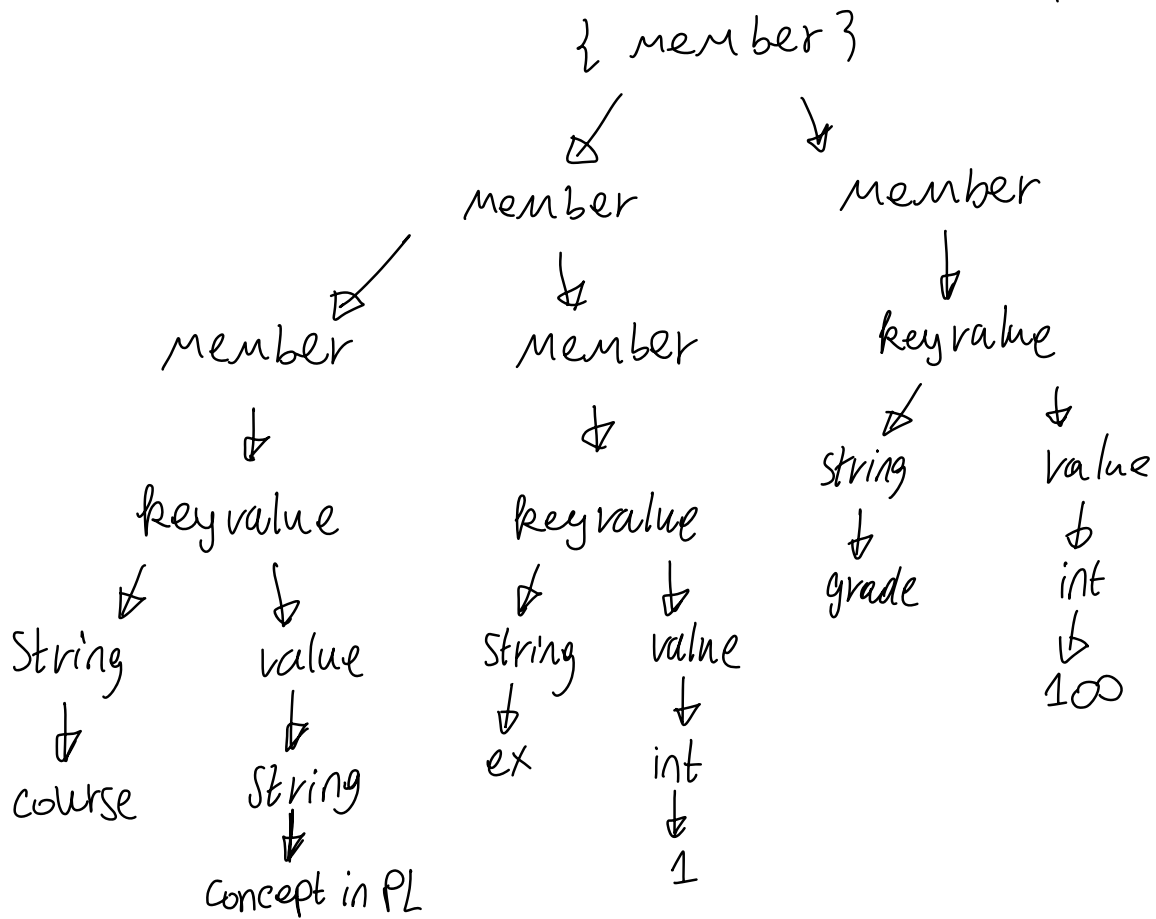 { member }
member member
member member keyvalue
string value
keyvalue keyvalue grade int
String value string value 100
course String ex int
concept in PL 1